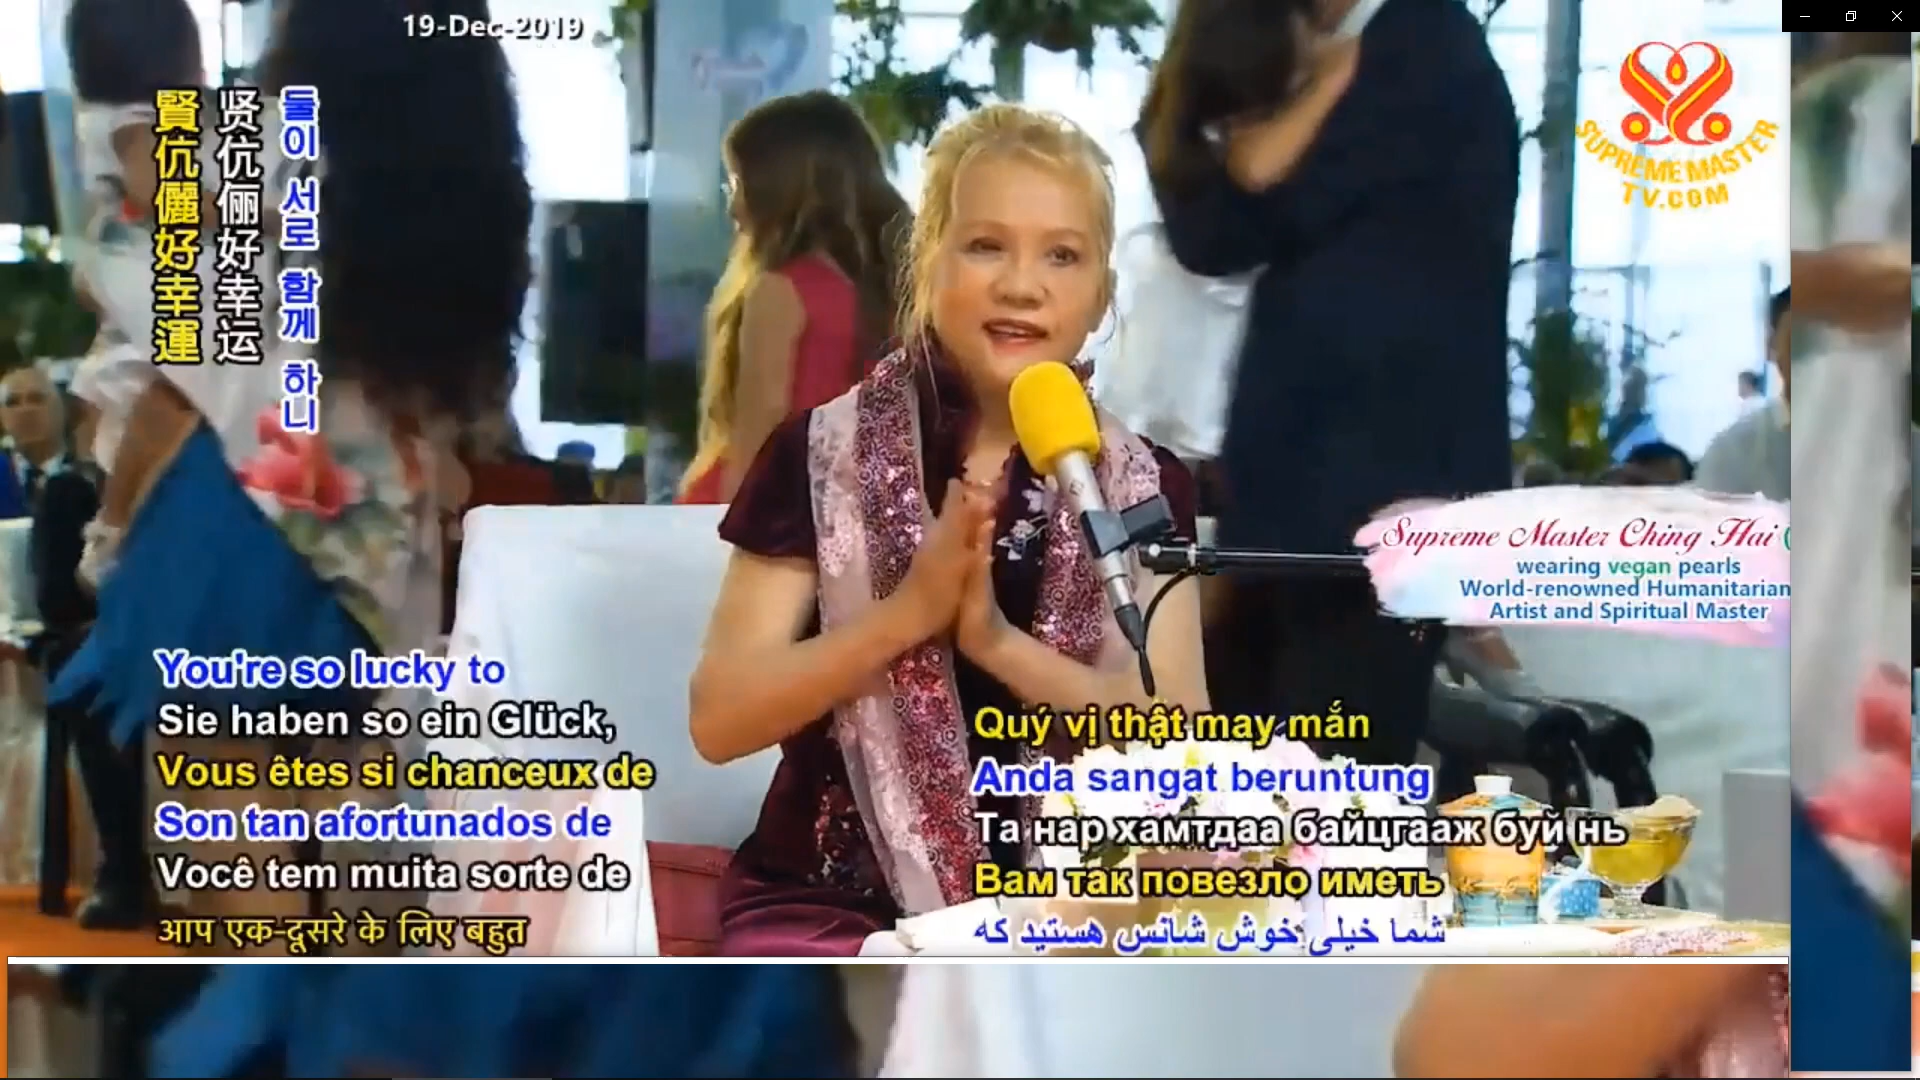 19-Dec-2019
둘이 서로 함께 하니
贤伉俪好幸运
賢伉儷好幸運
SUPREME MASTER
TV.COM
Supreme Master Ching Hai
wearing vegan pearls
World-renowned Humanitarian
Artist and Spiritual Master
You're so lucky to
Sie haben so ein Glück,
Vous êtes si chanceux de
Son tan afortunados de
Você tem muita sorte de
आप एक-दूसरे के लिए बहुत
Quý vị thật may mắn
Anda sangat beruntung
Та нар хамтдаа байцгааж буй нь
Вам так повезло иметь
شما خیلی خوش شانس هستید که